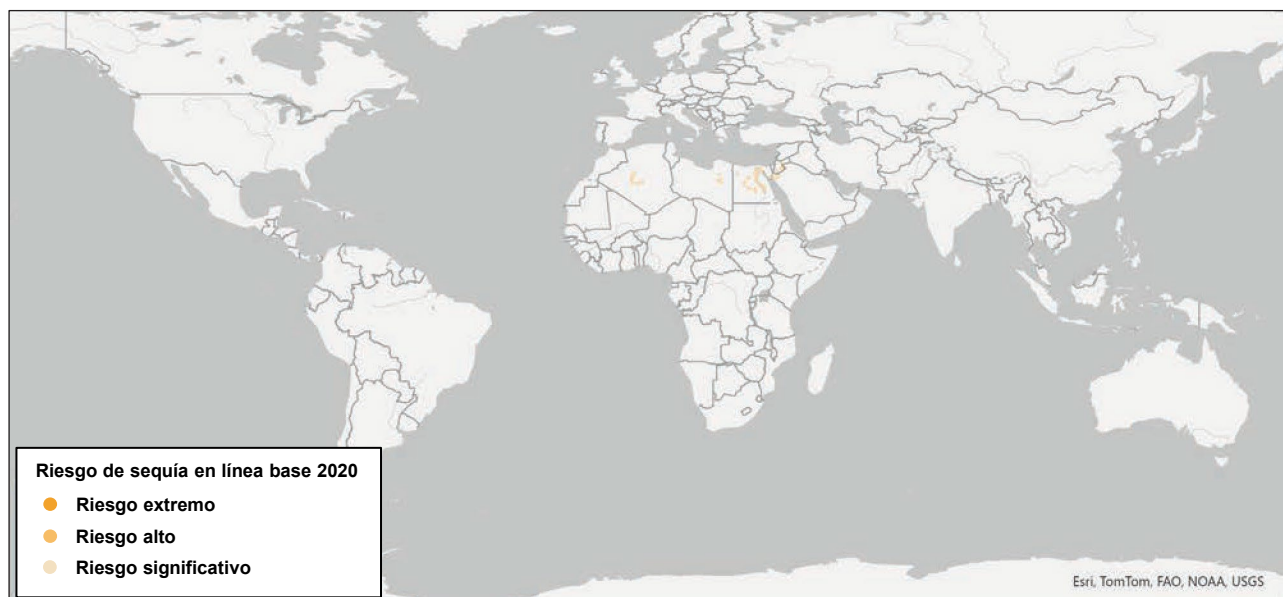 Riesgo de sequía en línea base 2020
Riesgo extremo
Riesgo alto
Riesgo significativo
Esri, TomTom, FAO, NOAA, USGS